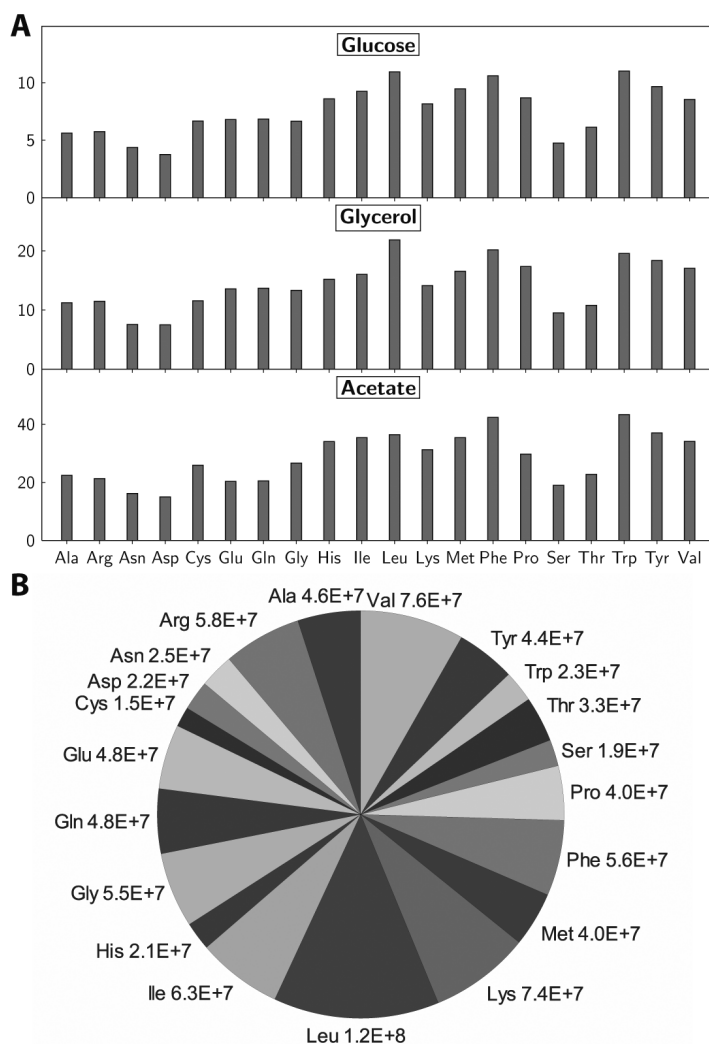 A
Glucose
10
5
0
Glycerol
20
10
0
Acetate
40
20
0
Ala Arg Asn Asp Cys Glu Gln Gly His Ile Leu Lys Met Phe Pro Ser Thr Trp Tyr Val
B
Ala 4.6E+7
Val 7.6E+7
Arg 5.8E+7
Tyr 4.4E+7
Asn 2.5E+7
Trp 2.3E+7
Asp 2.2E+7
Thr 3.3E+7
Cys 1.5E+7
Ser 1.9E+7
Glu 4.8E+7
Pro 4.0E+7
Gln 4.8E+7
Phe 5.6E+7
Gly 5.5E+7
Met 4.0E+7
His 2.1E+7
Lys 7.4E+7
Ile 6.3E+7
Leu 1.2E+8